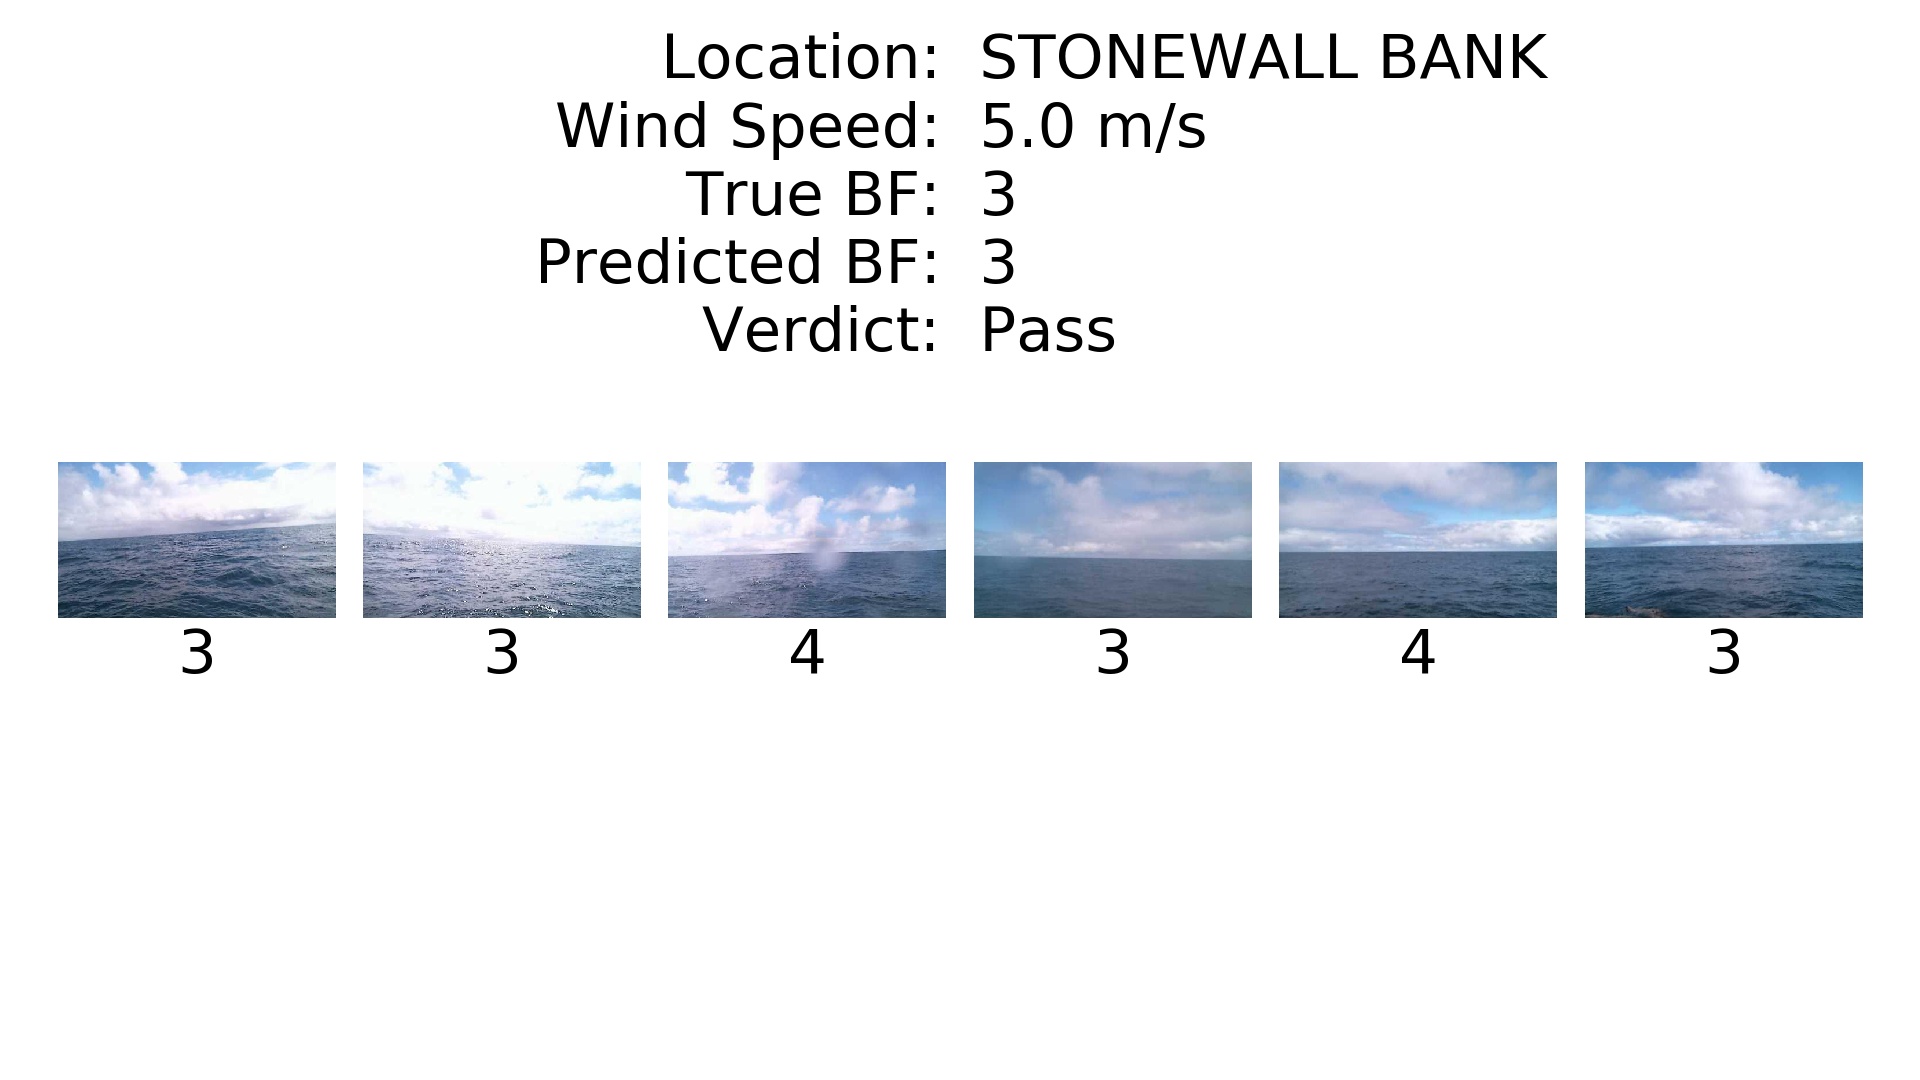 Location: STONEWALL BANK
Wind Speed: 5.0 m/s
True BF: 3
Predicted BF: 3
Verdict: Pass
3 3 4 3 4 3